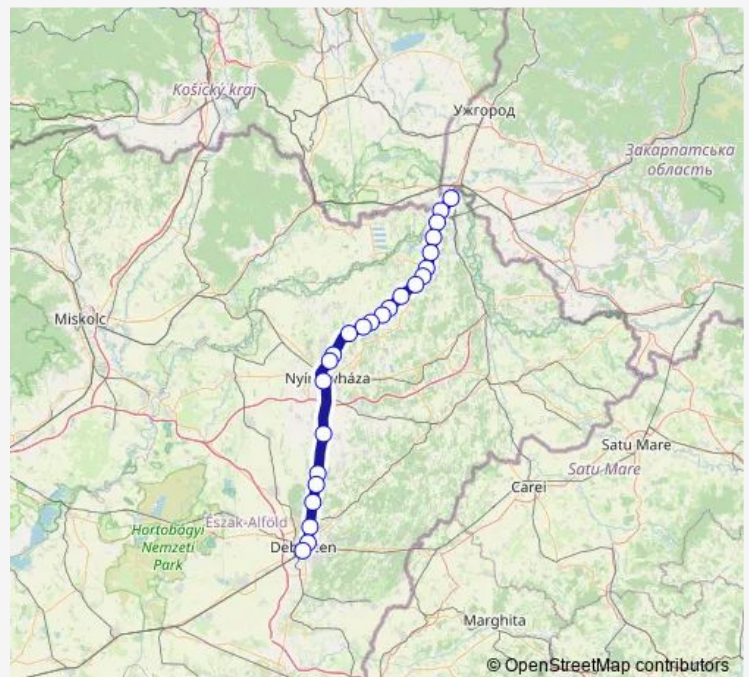 Košický kraj
Ужгород
Закарпатська
область
Miskolc
Satu Mare
Satu Mare
Carei
Észak-Alföld
Hortobágyi
Nemzeti
Park
Marghita
© OpenStreetMap contributors